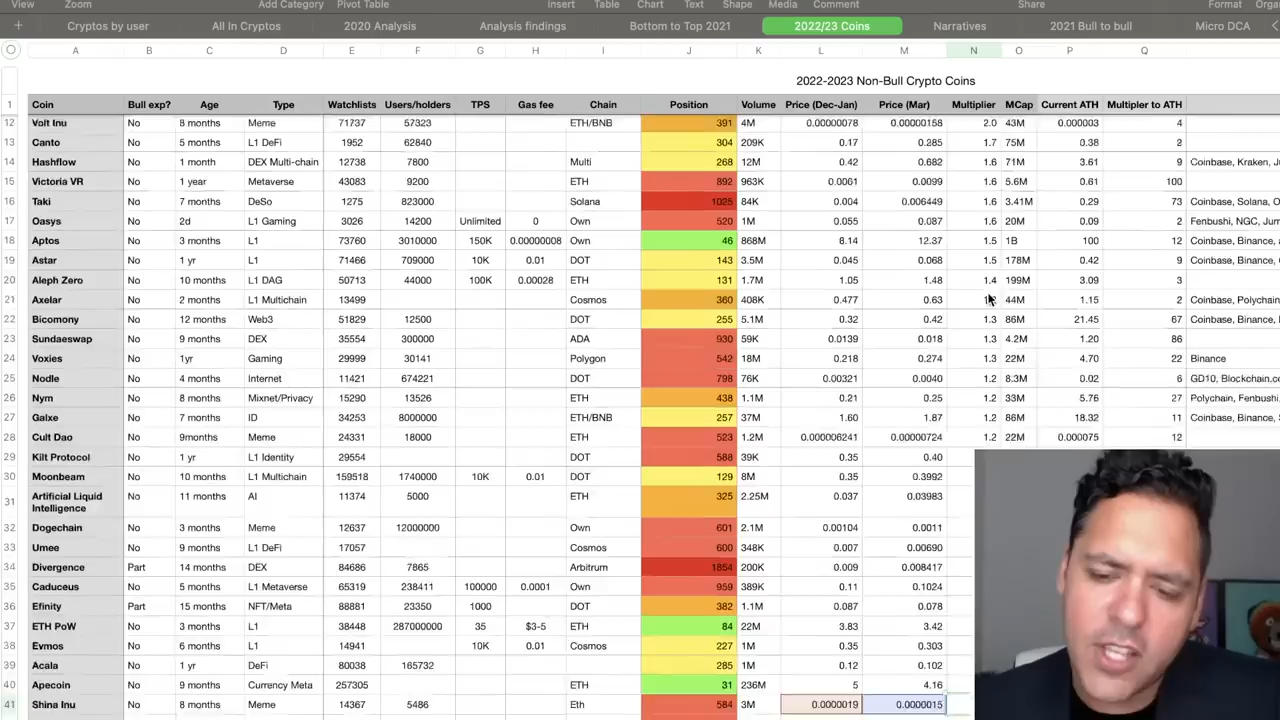 View Zoom Add Category Pivot Table Insert Table Chart Text Shape Media Comment Share Format
+ Cryptos by user All In Cryptos 2020 Analysis Analysis findings Bottom to Top 2021 2022/23 Coins Narratives 2021 Bull to bull Micro DCA
A B C D E F G H I J K L M N O P Q
2022-2023 Non-Bull Crypto Coins
1 Coin Bull exp? Age Type Watchlists Users/holders TPS Gas fee Chain Position Volume Price (Dec-Jan) Price (Mar) Multiplier MCap Current ATH Multipler to ATH
12 Volt Inu No 8 months Meme 71737 57323 ETH/BNB 391 4M 0.00000078 0.00000158 2.0 43M 0.000003 4
13 Canto No 5 months L1 DeFi 1952 62840 304 209K 0.17 0.285 1.7 75M 0.38 2
14 Hashflow No 1 month DEX Multi-chain 12738 7800 Multi 268 12M 0.42 0.682 1.6 71M 3.61 9 Coinbase, Kraken,
15 Victoria VR No 1 year Metaverse 43083 9200 ETH 892 963K 0.0061 0.0099 1.6 5.6M 0.61 100
16 Taki No 7 months DeSo 1275 823000 Solana 1025 84K 0.004 0.006449 1.6 3.41M 0.29 73 Coinbase, Solana,
17 Oasys No 2d L1 Gaming 3026 14200 Unlimited 0 Own 520 1M 0.055 0.087 1.6 20M 0.09 2 Fenbushi, NGC,
18 Aptos No 3 months L1 73760 3010000 150K 0.00000008 Own 46 868M 8.14 12.37 1.5 1B 100 12 Coinbase, Binance,
19 Astar No 1 yr L1 71466 709000 10K 0.01 DOT 143 3.5M 0.045 0.068 1.5 178M 0.42 9 Coinbase, Binance,
20 Aleph Zero No 10 months L1 DAG 50713 44000 100K 0.00028 ETH 131 1.7M 1.05 1.48 1.4 199M 3.09 3
21 Axelar No 2 months L1 Multichain 13499 Cosmos 360 408K 0.477 0.63 44M 1.15 2 Coinbase, Polychain
22 Bicomony No 12 months Web3 51829 12500 DOT 255 5.1M 0.32 0.42 1.3 86M 21.45 67 Coinbase, Binance,
23 Sundaeswap No 9 months DEX 35554 300000 ADA 930 59K 0.0139 0.018 1.3 4.2M 1.20 86
24 Voxies No 1yr Gaming 29999 30141 Polygon 542 18M 0.218 0.274 1.3 22M 4.70 22 Binance
25 Nodle No 4 months Internet 11421 674221 DOT 798 76K 0.00321 0.0040 1.2 8.3M 0.02 6 GD10,
26 Nym No 8 months Mixnet/Privacy 15290 13526 438 1.1M 0.21 0.25 1.2 33M 5.76 27 Polychain,
27 Galxe No 7 months ID 34253 8000000 ETH/BNB 257 37M 1.60 1.87 1.2 86M 18.32 11 Coinbase, Binance,
28 Cult Dao No 9months Meme 24331 18000 ETH 523 1.2M 0.000006241 0.00000724 1.2 22M 0.000075 12
29 Kilt Protocol No 1 yr L1 Identity 29554 DOT 588 39K 0.35 0.40
30 Moonbeam No 10 months L1 Multichain 159518 1740000 10K 0.01 DOT 129 8M 0.35 0.3992
31 Artificial Liquid Intelligence No 11 months AI 11374 5000 ETH 325 2.25M 0.037 0.03983
32 Dogechain No 3 months Meme 12637 12000000 Own 601 2.1M 0.00104 0.0011
33 Umee No 9 months L1 DeFi 17057 Cosmos 600 348K 0.007 0.00690
34 Divergence Part 14 months DEX 84686 7865 Arbitrum 1854 200K 0.009 0.008417
35 Caduceus No 5 months L1 Metaverse 65319 238411 100000 0.0001 Own 959 389K 0.11 0.1024
36 Efinity Part 15 months NFT/Meta 88881 23350 1000 DOT 382 1.1M 0.087 0.078
37 ETH PoW No 3 months L1 38448 287000000 35 $3-5 ETH 84 22M 3.83 3.42
38 Evmos No 6 months L1 14941 10K 0.01 Cosmos 227 1M 0.35 0.303
39 Acala No 1 yr DeFi 80038 165732 285 1M 0.12 0.102
40 Apecoin No 9 months Currency Meta 257305 ETH 31 236M 5 4.16
41 Shina Inu No 8 months Meme 14367 5486 Eth 584 3M 0.0000019 0.0000015